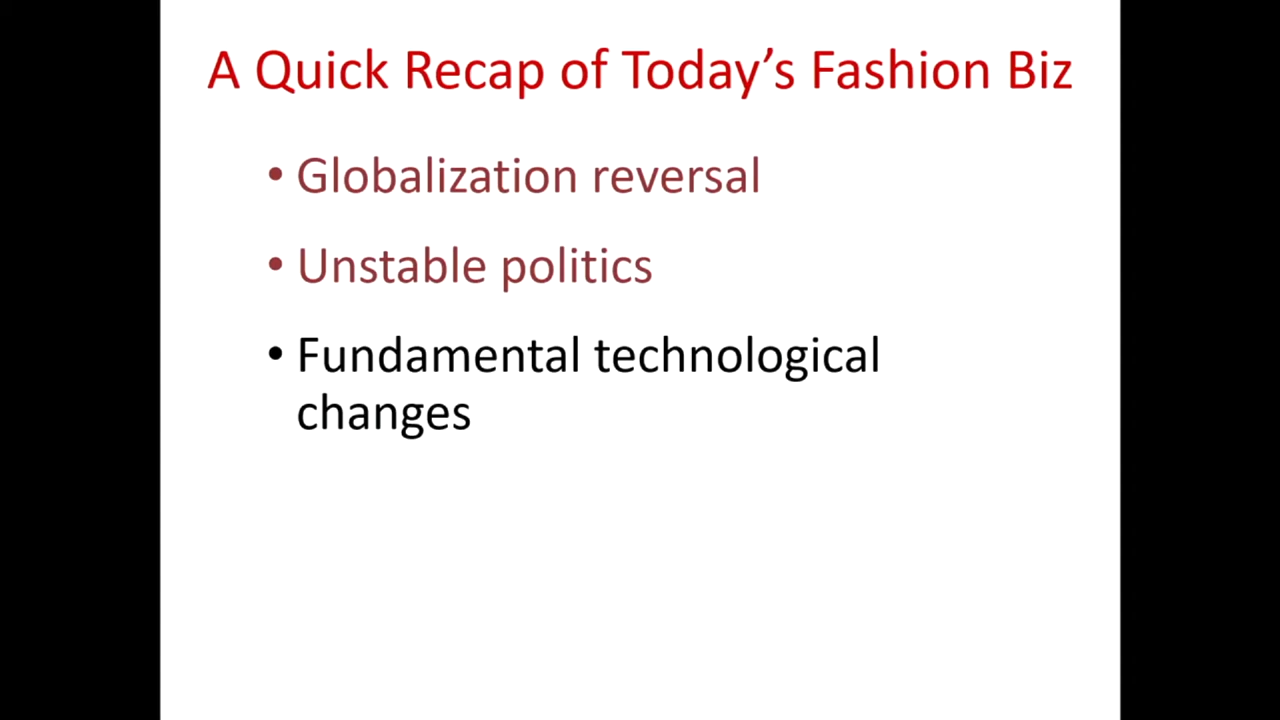 A Quick Recap of Today’s Fashion Biz
• Globalization reversal
• Unstable politics
• Fundamental technological
changes